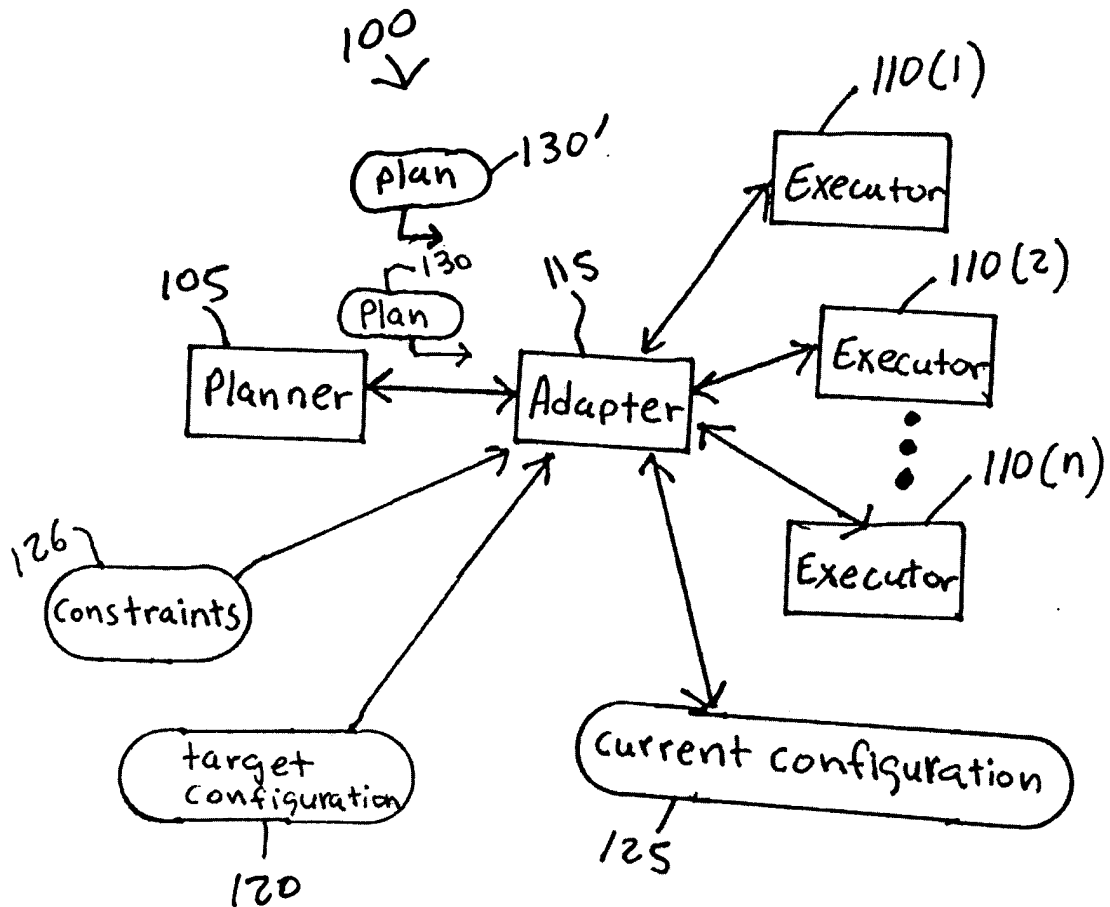 100
110(1)
plan
130'
Executor
130
115
110(2)
105
Plan
Executor
Planner
Adapter
110(n)
126
Executor
Constraints
target
configuration
current configuration
125
120